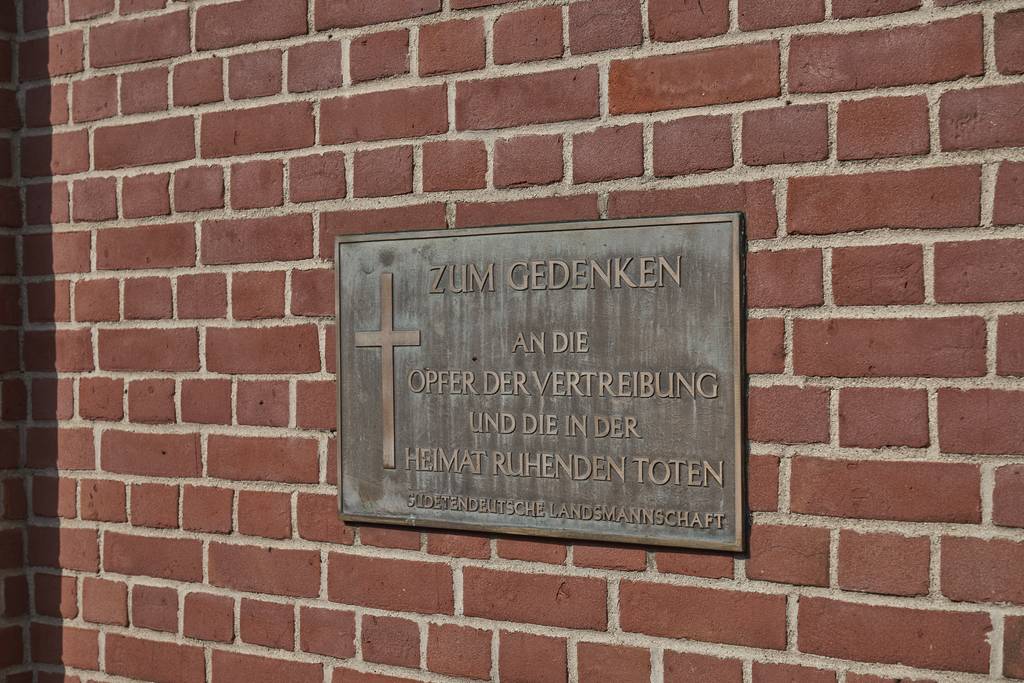 ZUM GEDENKEN
AN DIE
OPFER DER VERTREIBUNG
UND DIE IN DER
HEIMAT RUHENDEN TOTEN
SUDETENDEUTSCHE LANDSMANNSCHAFT